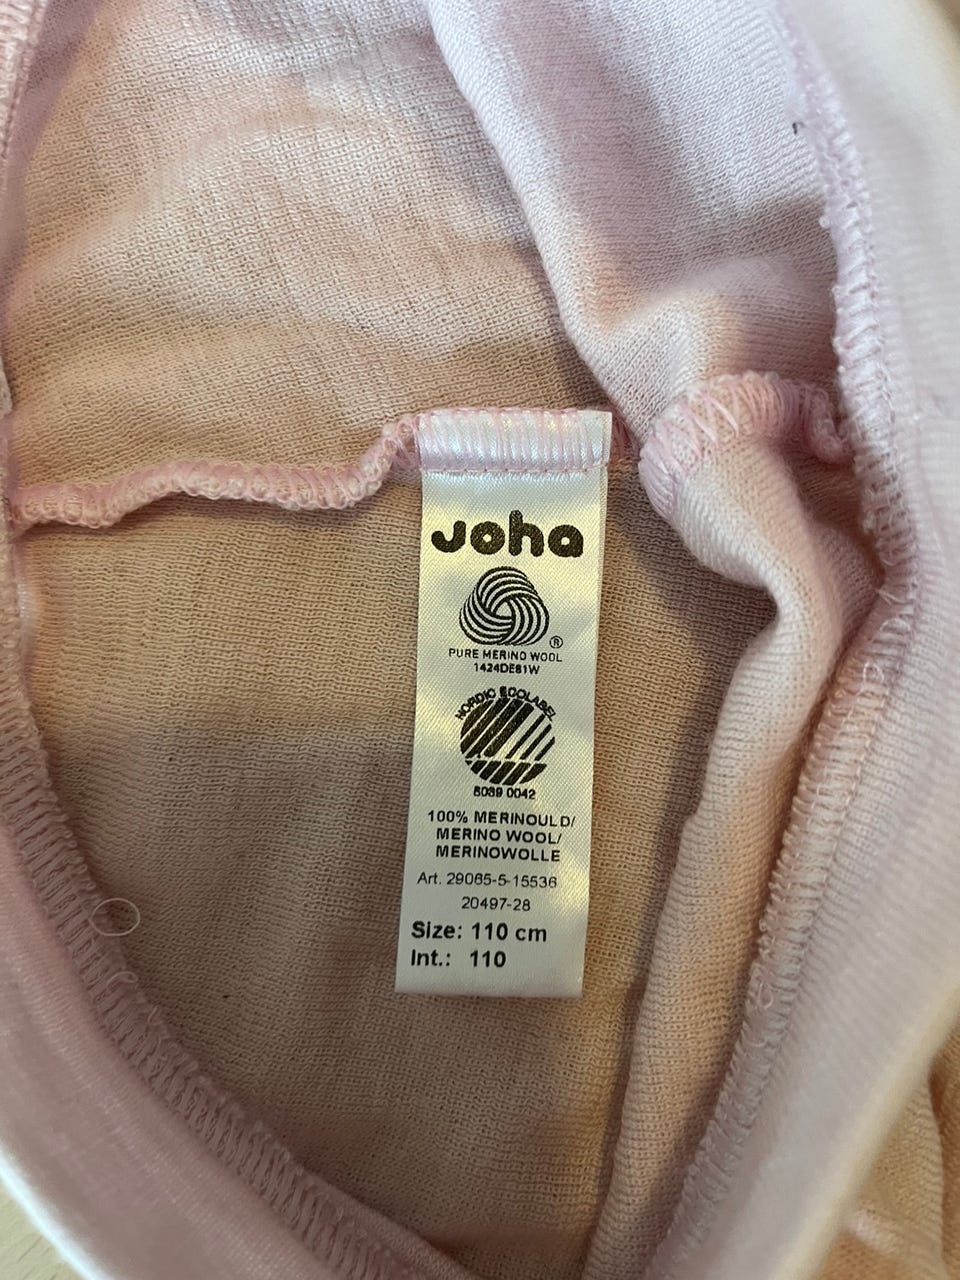 Joha
®
PURE MERINO WOOL
1424DE81W
NORDIC ECOLABEL
5039 0042
100% MERINOULD/
MERINO WOOL/
MERINOWOLLE
Art. 29065-5-15536
20497-28
Size: 110 cm
Int.: 110